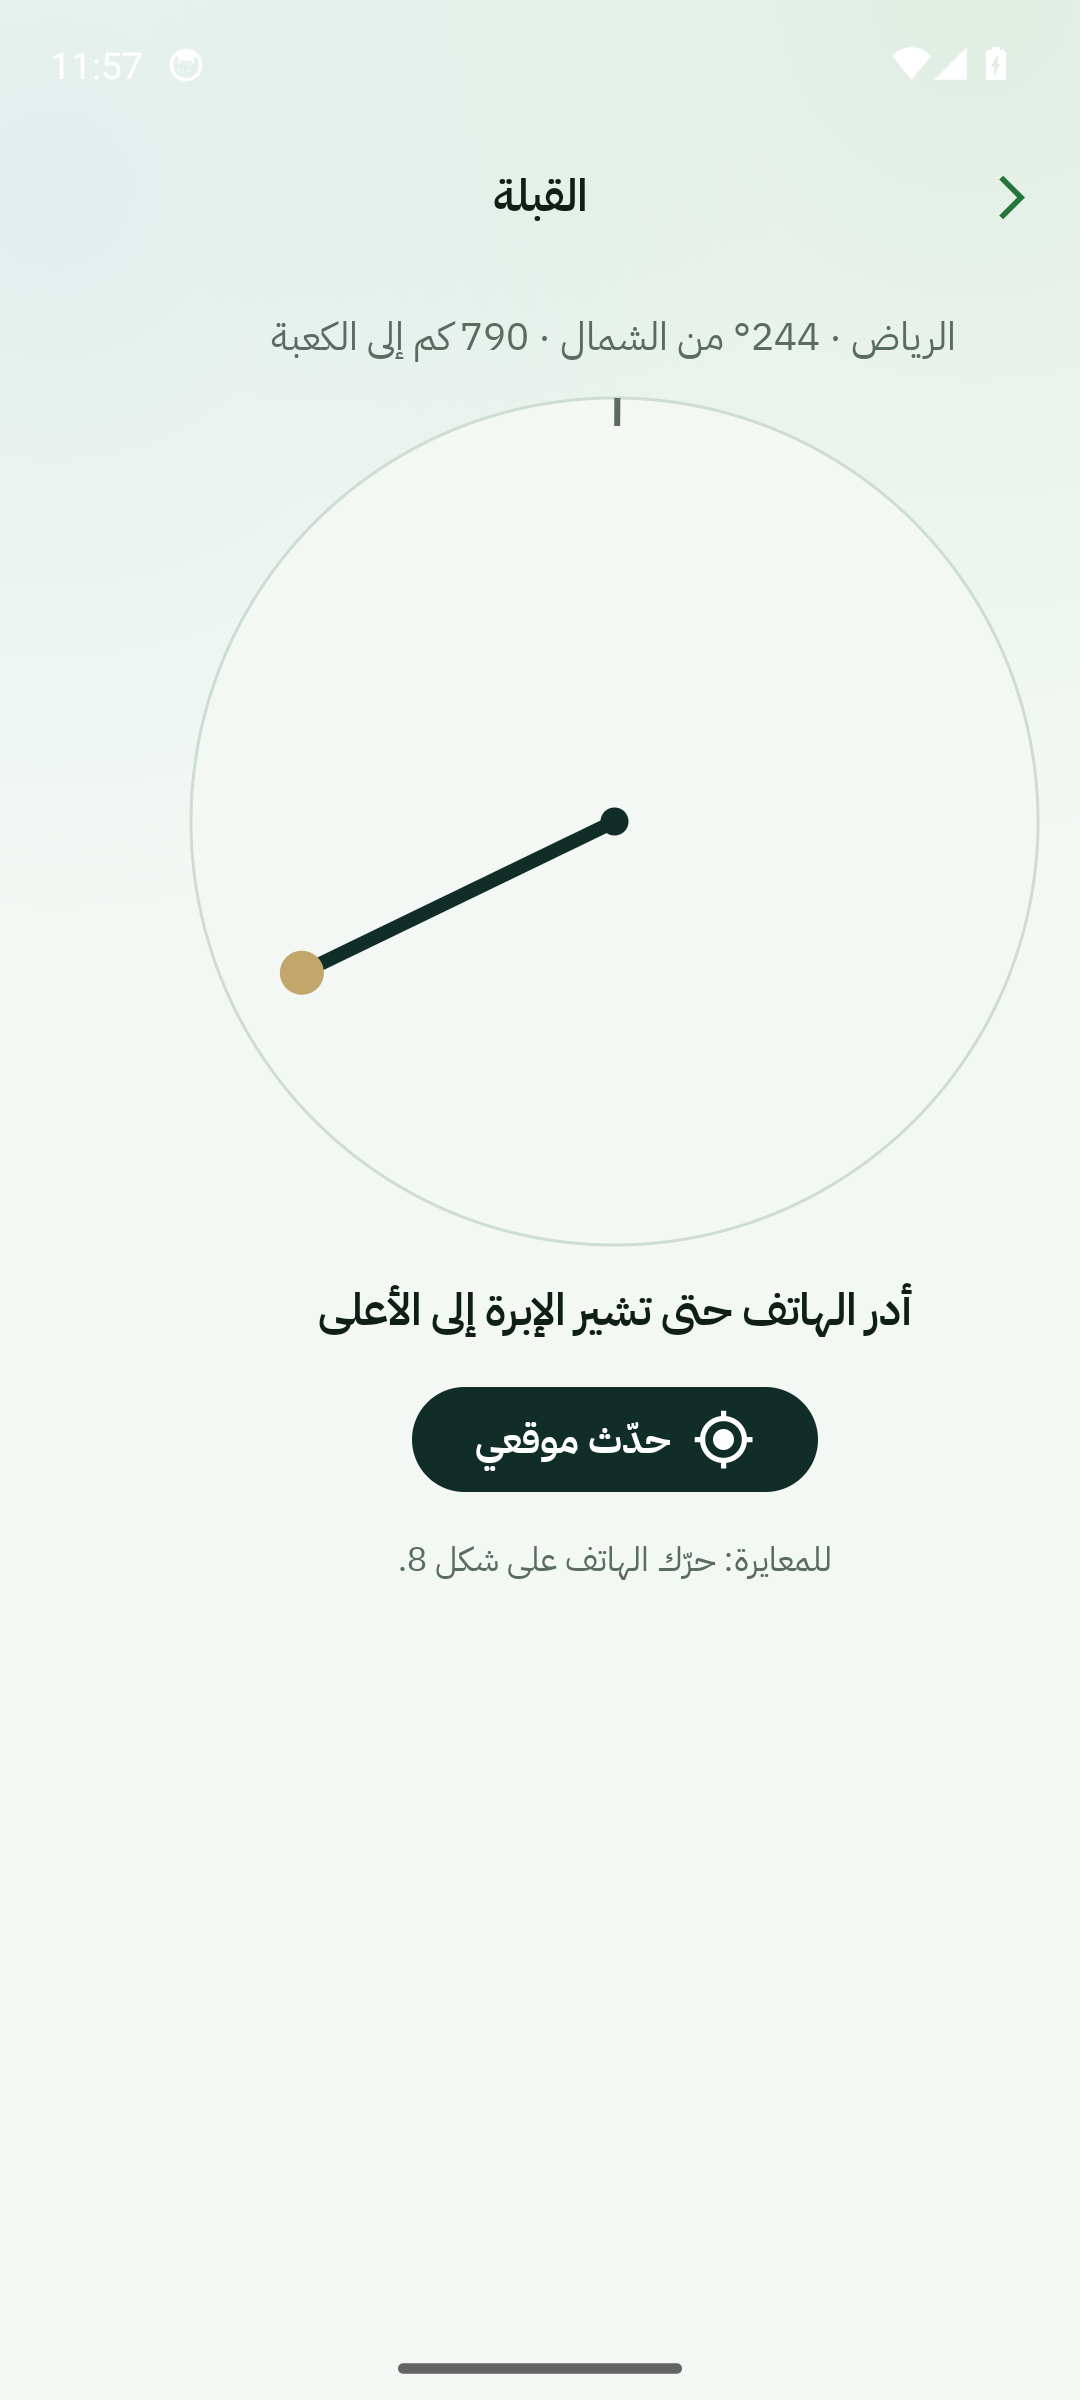 11:57
القبلة
الرياض · 244° من الشمال · 790 كم إلى الكعبة
أدر الهاتف حتى تشير الإبرة إلى الأعلى
حدّث موقعي
للمعايرة: حرّك الهاتف على شكل 8.